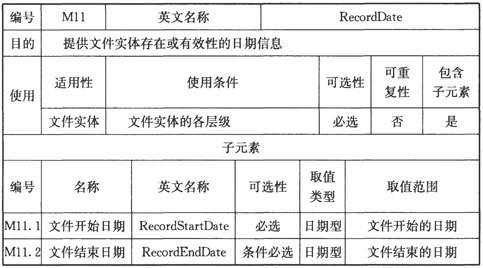 编号 M11 英文名称 RecordDate
目的 提供文件实体存在或有效性的日期信息
使用 适用性 使用条件 可选性 可重复性 包含子元素
文件实体 文件实体的各层级 必选 否 是
子元素
编号 名称 英文名称 可选性 取值类型 取值范围
M11.1 文件开始日期 RecordStartDate 必选 日期型 文件开始的日期
M11.2 文件结束日期 RecordEndDate 条件必选 日期型 文件结束的日期